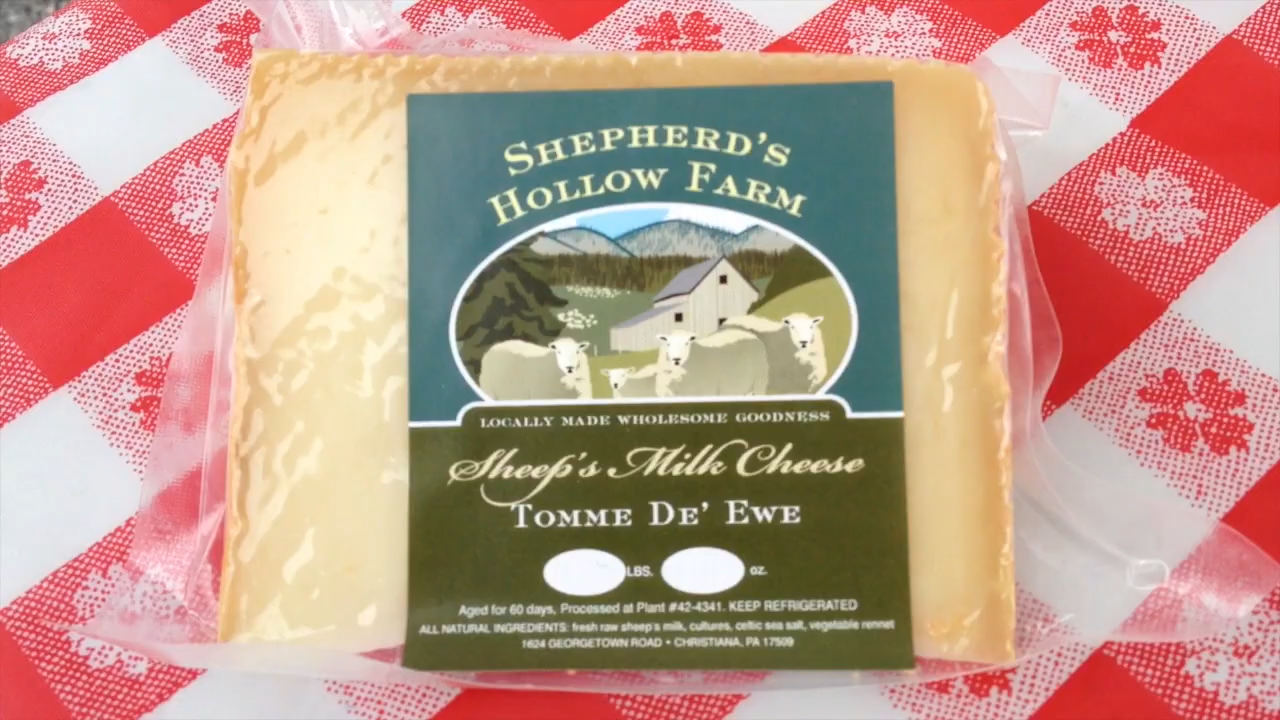 SHEPHERD'S
HOLLOW FARM
LOCALLY MADE WHOLESOME GOODNESS
Sheep's Milk Cheese
TOMME DE' EWE
LBS. OZ.
Aged for 60 days, Processed at Plant #42-4341. KEEP REFRIGERATED
ALL NATURAL INGREDIENTS: fresh raw sheep's milk, cultures, celtic sea salt, vegetable rennet
1624 GEORGETOWN ROAD • CHRISTIANA, PA 17509